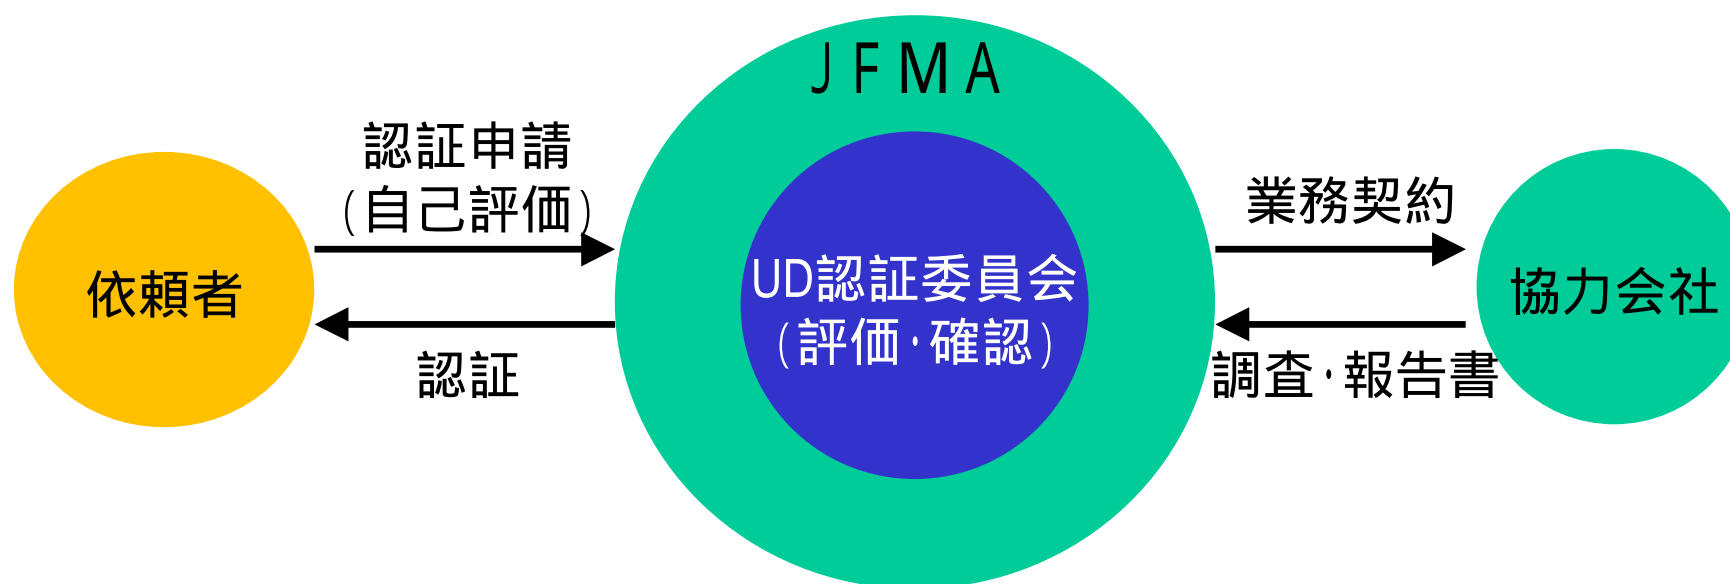 JFMA
認証申請
(自己評価)
依頼者
認証
UD認証委員会
(評価・確認)
業務契約
協力会社
調査・報告書